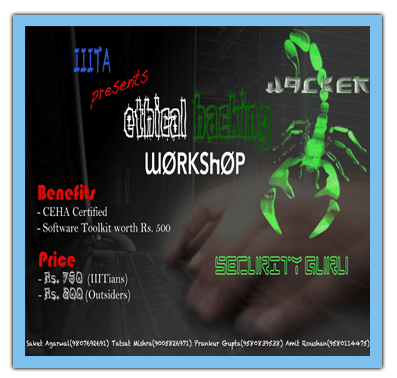 IIITA
presents
WACKER
ethical hacking
WØRKShØP
Benefits
- CEHA Certified
- Software Toolkit worth Rs. 500
SECURITY GURU
Price
- Rs. 750 (IIITians)
- Rs. 800 (Outsiders)
Saket Agarwal(9807692691) Tatsat Mishra(9005826971) Prankur Gupta(9580839538) Amit Roushan(9580114475)